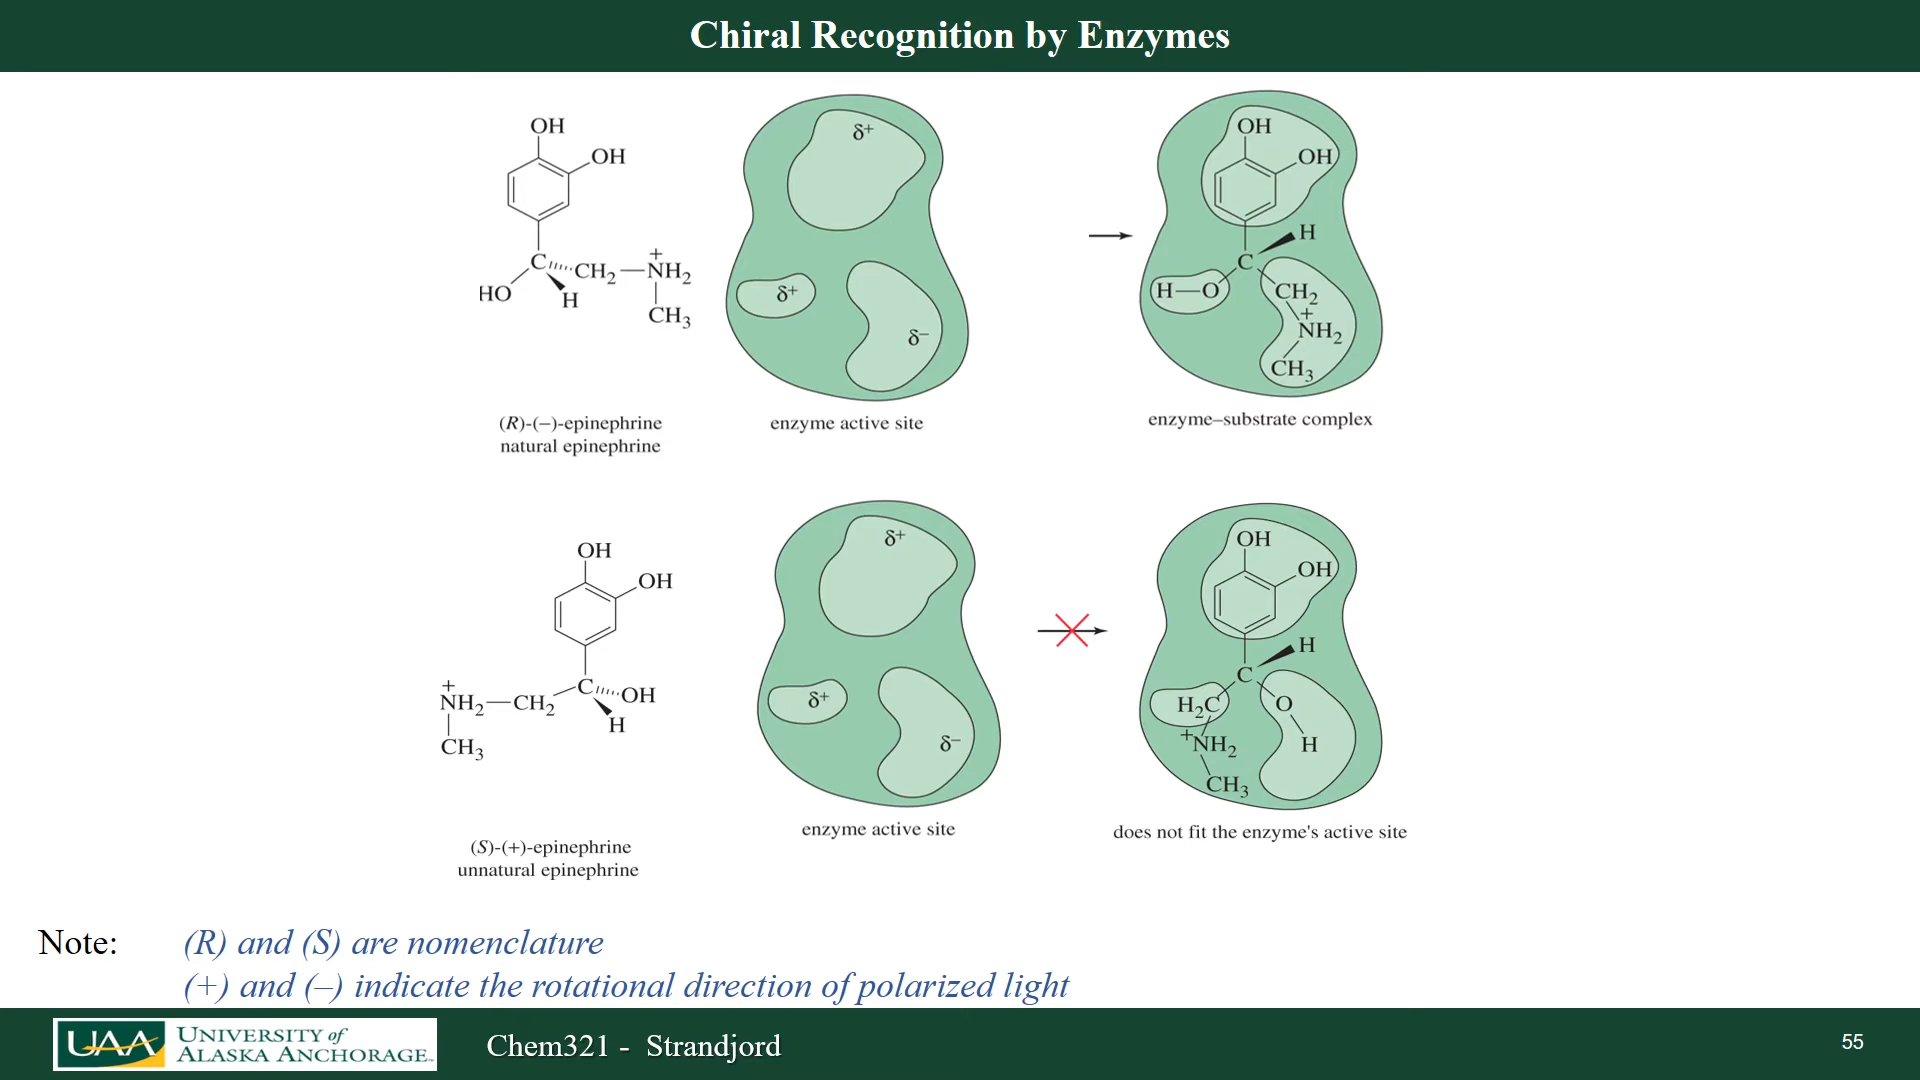 Chiral Recognition by Enzymes
OH
OH
C
CH₂—NH₂
+
HO
H
CH₃
δ+
δ+
δ−
OH
OH
H
C
H—O
CH₂
+
NH₂
CH₃
(R)-(–)-epinephrine
natural epinephrine
enzyme active site
enzyme–substrate complex
OH
OH
+
NH₂—CH₂
C
OH
H
CH₃
δ+
δ+
δ−
OH
OH
H
C
H₂C
O
+NH₂
H
CH₃
(S)-(+)-epinephrine
unnatural epinephrine
enzyme active site
does not fit the enzyme's active site
Note: (R) and (S) are nomenclature
(+) and (–) indicate the rotational direction of polarized light
UAA UNIVERSITY of
ALASKA ANCHORAGE™
Chem321 - Strandjord
55